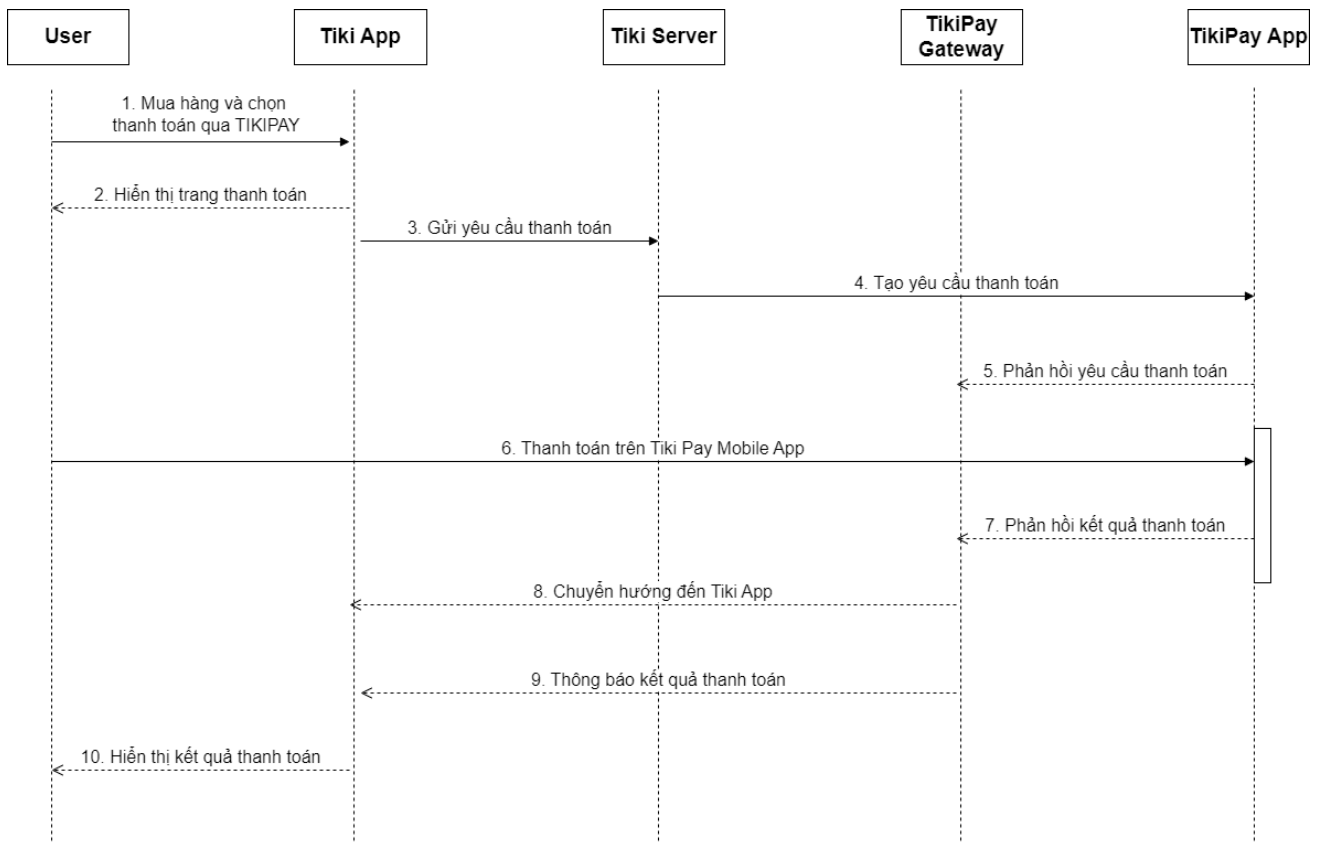 User
Tiki App
Tiki Server
TikiPay
Gateway
TikiPay App
1. Mua hàng và chọn
thanh toán qua TIKIPAY
2. Hiển thị trang thanh toán
3. Gửi yêu cầu thanh toán
4. Tạo yêu cầu thanh toán
5. Phản hồi yêu cầu thanh toán
6. Thanh toán trên Tiki Pay Mobile App
7. Phản hồi kết quả thanh toán
8. Chuyển hướng đến Tiki App
9. Thông báo kết quả thanh toán
10. Hiển thị kết quả thanh toán